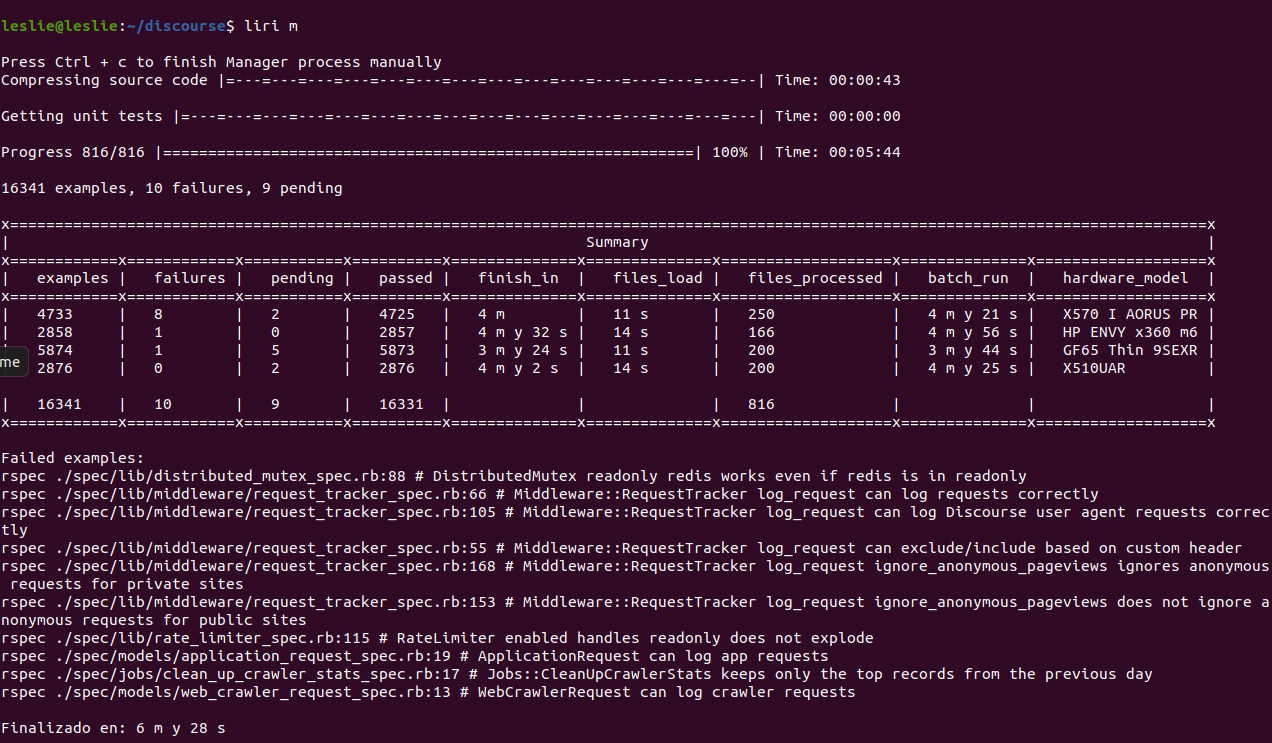 leslie@leslie:~/discourse$ liri m
Press Ctrl + c to finish Manager process manually
Compressing source code |=---=---=---=---=---=---=---=---=---=---=---=---=---=---=--| Time: 00:00:43
Getting unit tests |=---=---=---=---=---=---=---=---=---=---=---=---=---=---=---=---| Time: 00:00:00
Progress 816/816 |===========================================================| 100% | Time: 00:05:44
16341 examples, 10 failures, 9 pending
x=====================================================================================================================================x
| Summary |
x============x============x===========x==========x==============x==============x===================x==============x===================x
| examples | failures | pending | passed | finish_in | files_load | files_processed | batch_run | hardware_model |
x============x============x===========x==========x==============x==============x===================x==============x===================x
| 4733 | 8 | 2 | 4725 | 4 m | 11 s | 250 | 4 m y 21 s | X570 I AORUS PR |
| 2858 | 1 | 0 | 2857 | 4 m y 32 s | 14 s | 166 | 4 m y 56 s | HP ENVY x360 m6 |
| 5874 | 1 | 5 | 5873 | 3 m y 24 s | 11 s | 200 | 3 m y 44 s | GF65 Thin 9SEXR |
me
2876 | 0 | 2 | 2876 | 4 m y 2 s | 14 s | 200 | 4 m y 25 s | X510UAR |
| 16341 | 10 | 9 | 16331 | | | 816 | | |
x============x============x===========x==========x==============x==============x===================x==============x===================x
Failed examples:
rspec ./spec/lib/distributed_mutex_spec.rb:88 # DistributedMutex readonly redis works even if redis is in readonly
rspec ./spec/lib/middleware/request_tracker_spec.rb:66 # Middleware::RequestTracker log_request can log requests correctly
rspec ./spec/lib/middleware/request_tracker_spec.rb:105 # Middleware::RequestTracker log_request can log Discourse user agent requests correc
tly
rspec ./spec/lib/middleware/request_tracker_spec.rb:55 # Middleware::RequestTracker log_request can exclude/include based on custom header
rspec ./spec/lib/middleware/request_tracker_spec.rb:168 # Middleware::RequestTracker log_request ignore_anonymous_pageviews ignores anonymous
requests for private sites
rspec ./spec/lib/middleware/request_tracker_spec.rb:153 # Middleware::RequestTracker log_request ignore_anonymous_pageviews does not ignore a
nonymous requests for public sites
rspec ./spec/lib/rate_limiter_spec.rb:115 # RateLimiter enabled handles readonly does not explode
rspec ./spec/models/application_request_spec.rb:19 # ApplicationRequest can log app requests
rspec ./spec/jobs/clean_up_crawler_stats_spec.rb:17 # Jobs::CleanUpCrawlerStats keeps only the top records from the previous day
rspec ./spec/models/web_crawler_request_spec.rb:13 # WebCrawlerRequest can log crawler requests
Finalizado en: 6 m y 28 s